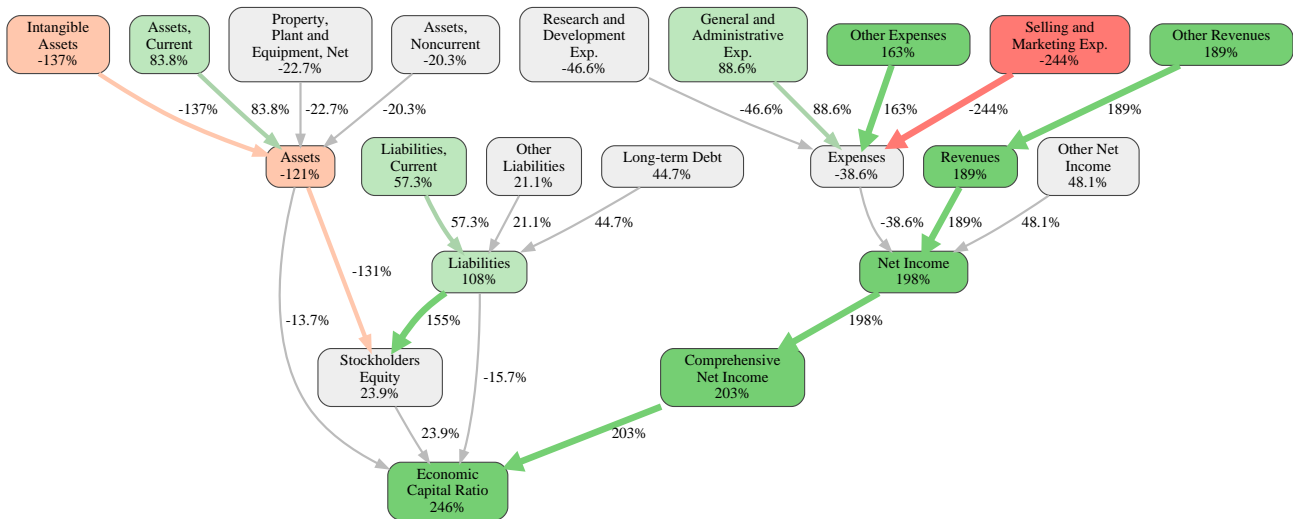 Intangible
Assets
-137%
Assets,
Current
83.8%
Property,
Plant and
Equipment, Net
-22.7%
Assets,
Noncurrent
-20.3%
Research and
Development
Exp.
-46.6%
General and
Administrative
Exp.
88.6%
Other Expenses
163%
Selling and
Marketing Exp.
-244%
Other Revenues
189%
-137%
83.8%
-22.7%
-20.3%
-46.6%
88.6%
163%
-244%
189%
Assets
-121%
Liabilities,
Current
57.3%
Other
Liabilities
21.1%
Long-term Debt
44.7%
Expenses
-38.6%
Revenues
189%
Other Net
Income
48.1%
57.3%
21.1%
44.7%
-38.6%
189%
48.1%
-131%
Liabilities
108%
Net Income
198%
-13.7%
155%
198%
Stockholders
Equity
23.9%
-15.7%
Comprehensive
Net Income
203%
23.9%
203%
Economic
Capital Ratio
246%